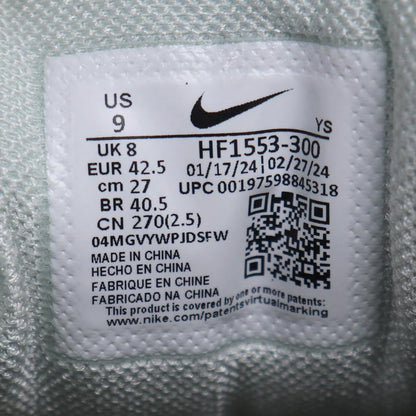 US
9
YS
UK 8
HF1553-300
EUR 42.5
01/17/24 | 02/27/24
cm 27
UPC 00197598845318
BR 40.5
CN 270(2.5)
04MGVYWPJDSFW
MADE IN CHINA
HECHO EN CHINA
FABRIQUE EN CHINE
FABRICADO NA CHINA
This product is covered by one or more patents:
www.nike.com/patentsvirtualmarking